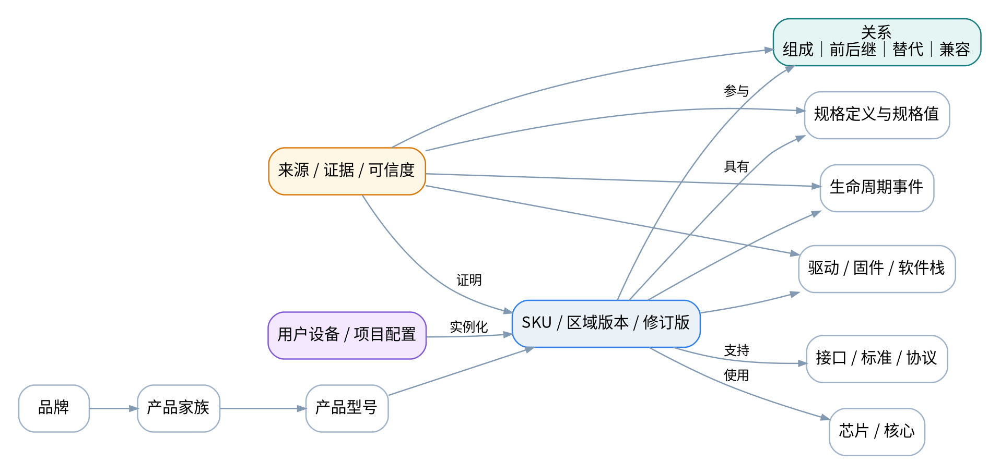 关系
组成｜前后继｜替代｜兼容
参与
规格定义与规格值
来源 / 证据 / 可信度
具有
生命周期事件
驱动 / 固件 / 软件栈
证明
SKU / 区域版本 / 修订版
用户设备 / 项目配置
实例化
支持
接口 / 标准 / 协议
使用
品牌
产品家族
产品型号
芯片 / 核心